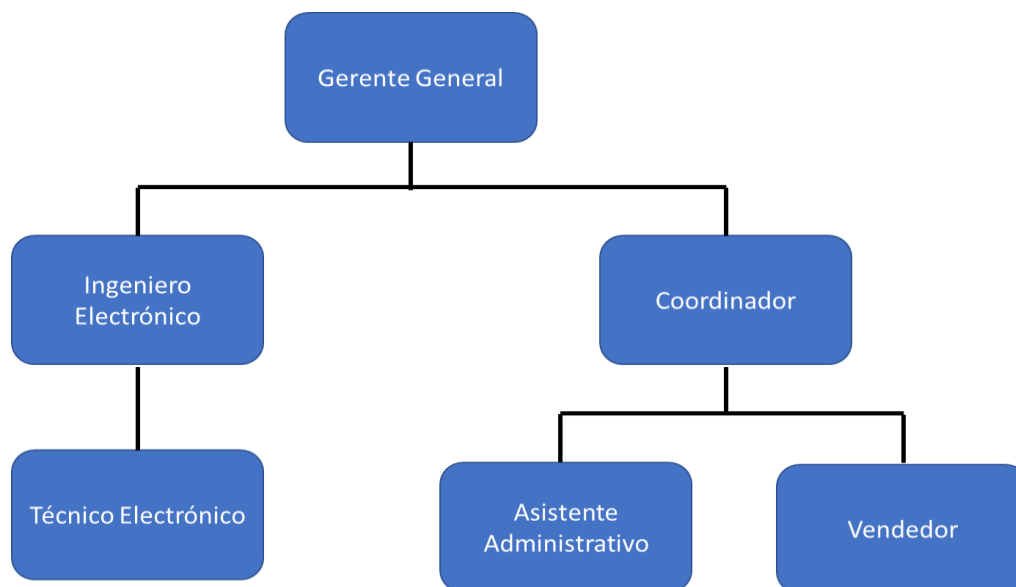 Gerente General
Ingeniero
Electrónico
Coordinador
Técnico Electrónico
Asistente
Administrativo
Vendedor